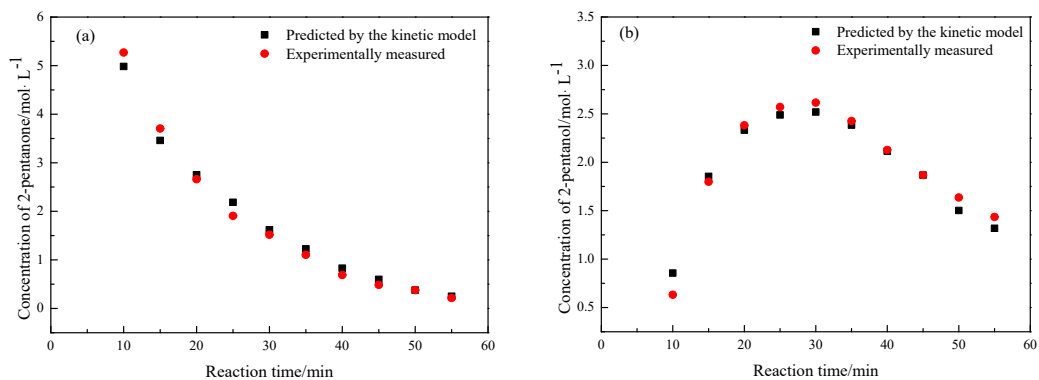 (a)
Predicted by the kinetic model
Experimentally measured
Concentration of 2-pentanone/mol· L⁻¹
6
5
4
3
2
1
0
0 10 20 30 40 50 60
Reaction time/min
(b)
Predicted by the kinetic model
Experimentally measured
Concentration of 2-pentanol/mol· L⁻¹
3.5
3.0
2.5
2.0
1.5
1.0
0.5
0 10 20 30 40 50 60
Reaction time/min